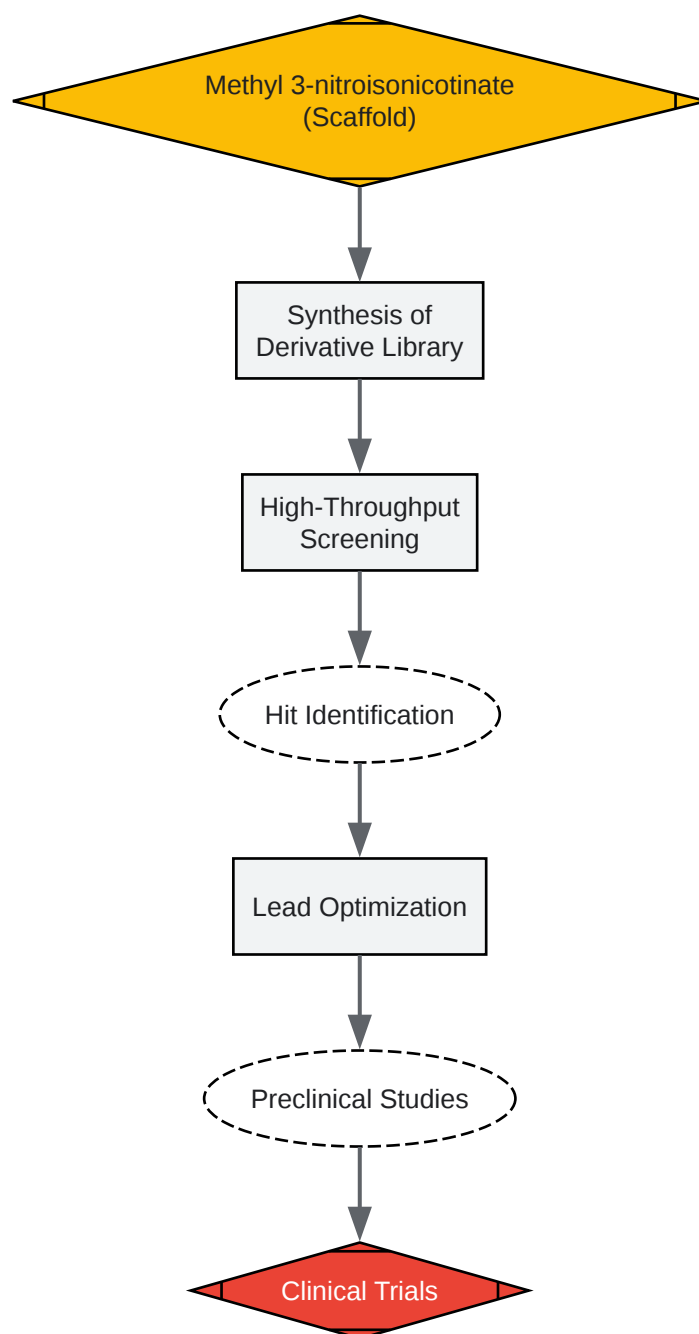 Methyl 3-nitroisonicotinate
(Scaffold)
Synthesis of
Derivative Library
High-Throughput
Screening
Hit Identification
Lead Optimization
Preclinical Studies
Clinical Trials